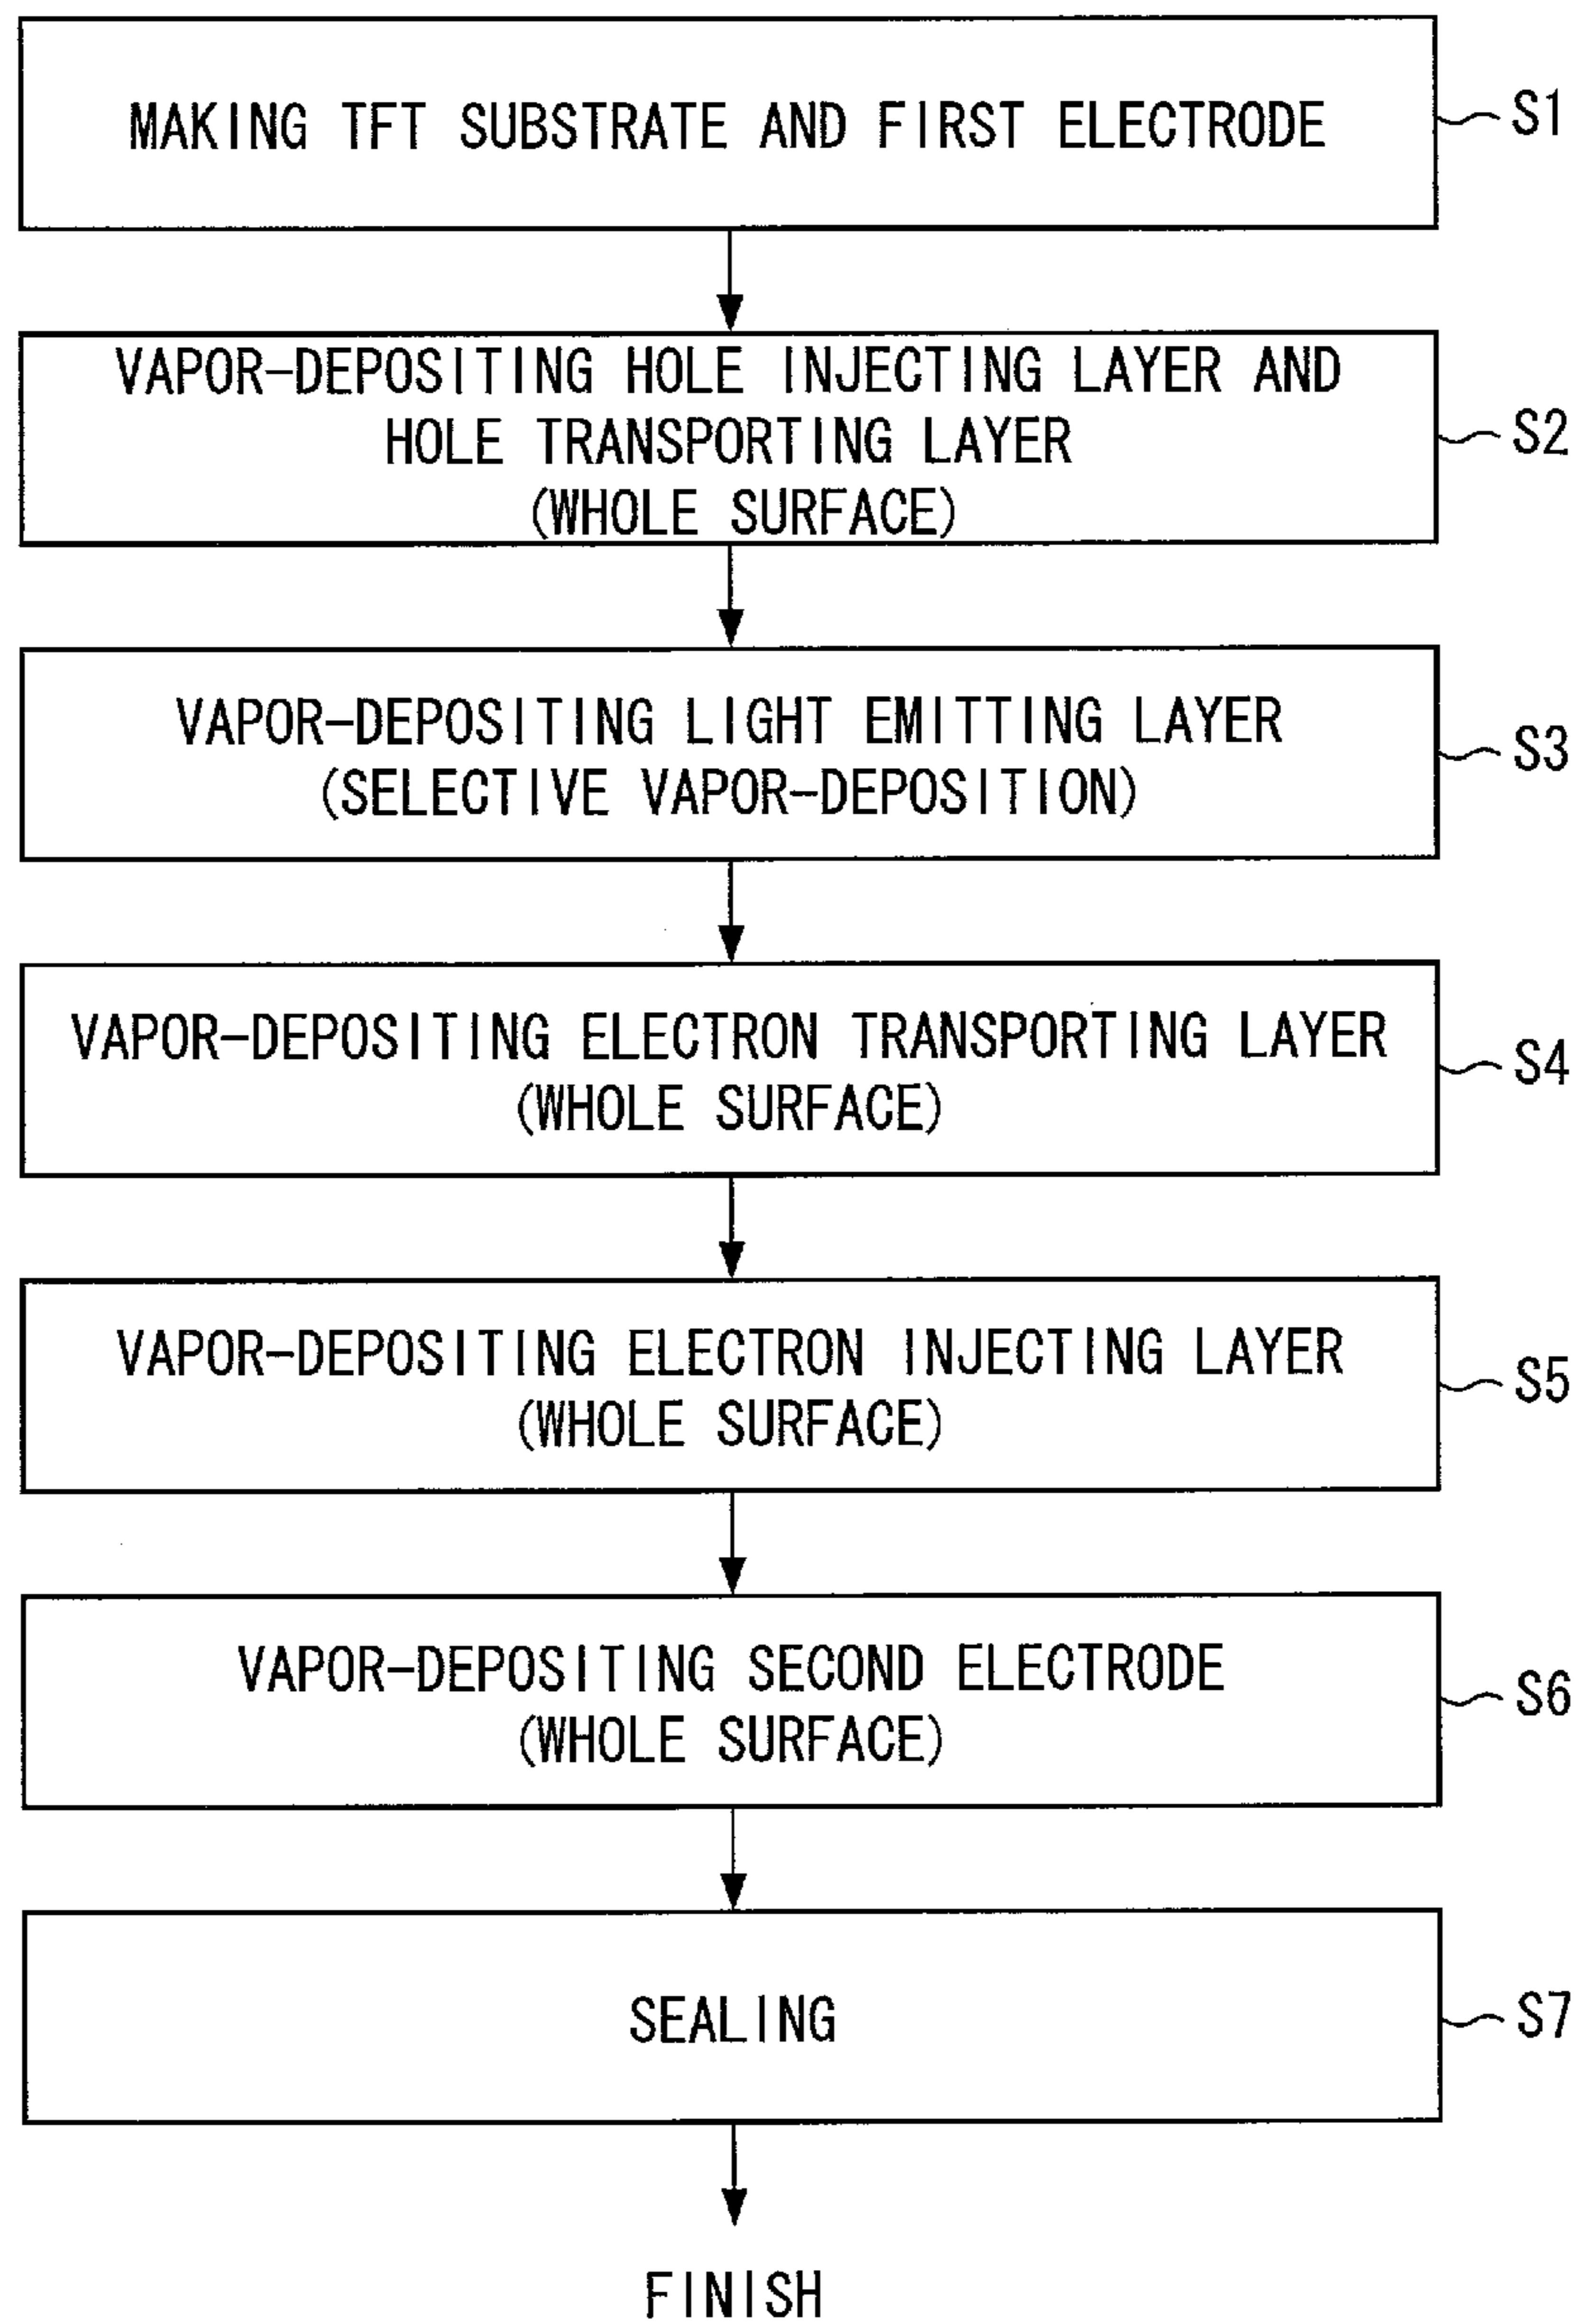 MAKING TFT SUBSTRATE AND FIRST ELECTRODE
S1
VAPOR-DEPOSITING HOLE INJECTING LAYER AND
HOLE TRANSPORTING LAYER
(WHOLE SURFACE)
S2
VAPOR-DEPOSITING LIGHT EMITTING LAYER
(SELECTIVE VAPOR-DEPOSITION)
S3
VAPOR-DEPOSITING ELECTRON TRANSPORTING LAYER
(WHOLE SURFACE)
S4
VAPOR-DEPOSITING ELECTRON INJECTING LAYER
(WHOLE SURFACE)
S5
VAPOR-DEPOSITING SECOND ELECTRODE
(WHOLE SURFACE)
S6
SEALING
S7
FINISH